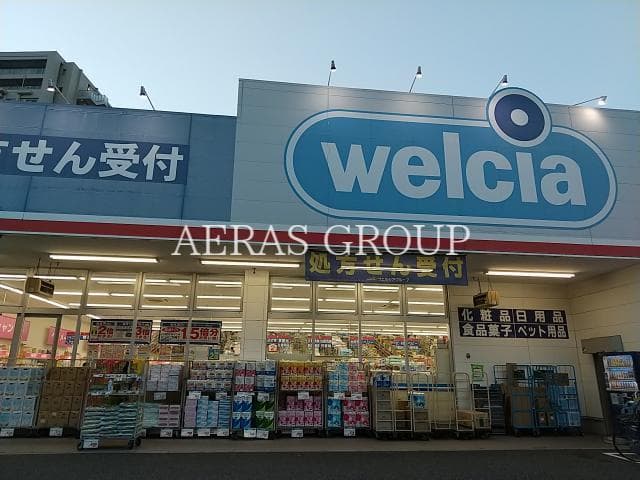 方せん受付
welcia
AERAS GROUP
処方せん受付
化粧品 日用品
食品菓子 ペット用品